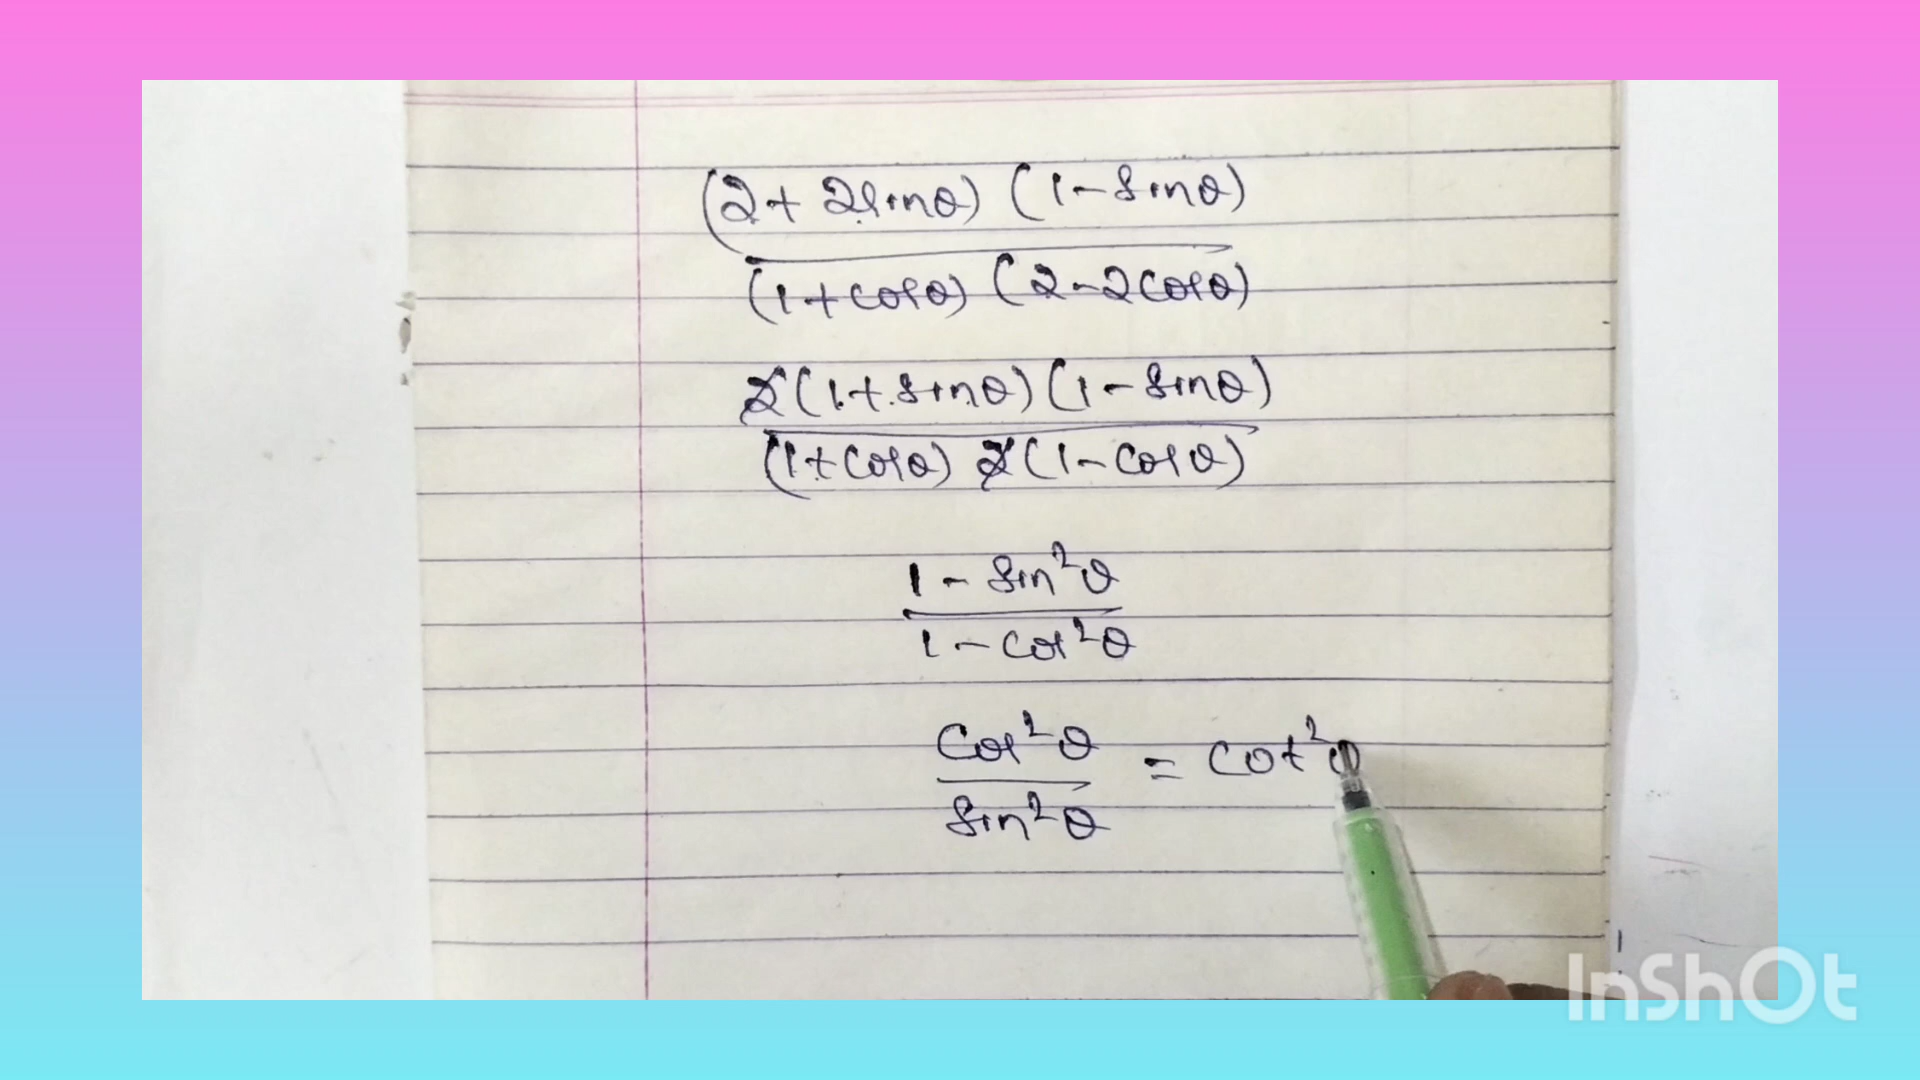 (2 + 2sinθ) (1 - sinθ)
(1 + cosθ) (2 - 2cosθ)
2(1 + sinθ) (1 - sinθ)
(1 + cosθ) 2(1 - cosθ)
1 - sin²θ
1 - cos²θ
cos²θ
sin²θ
= cot²θ
InShOt